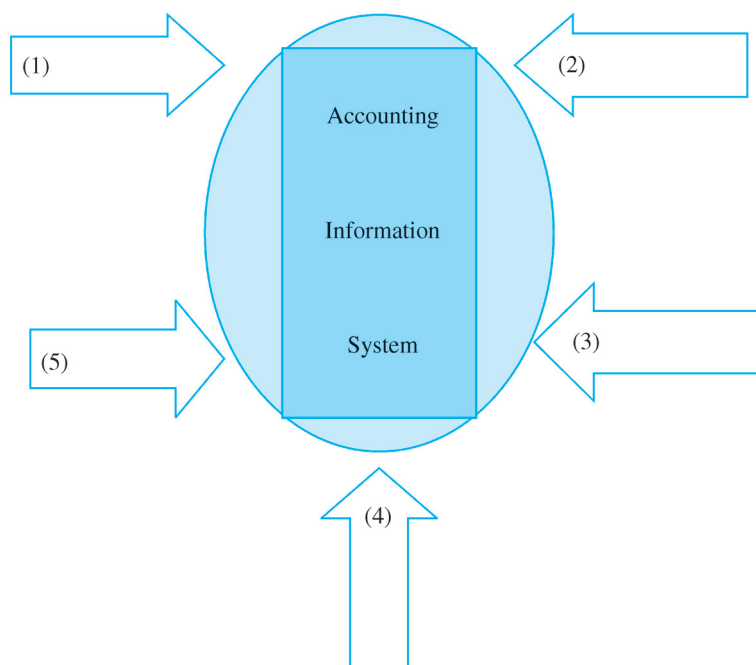 (1)
(2)
Accounting
Information
System
(3)
(5)
(4)